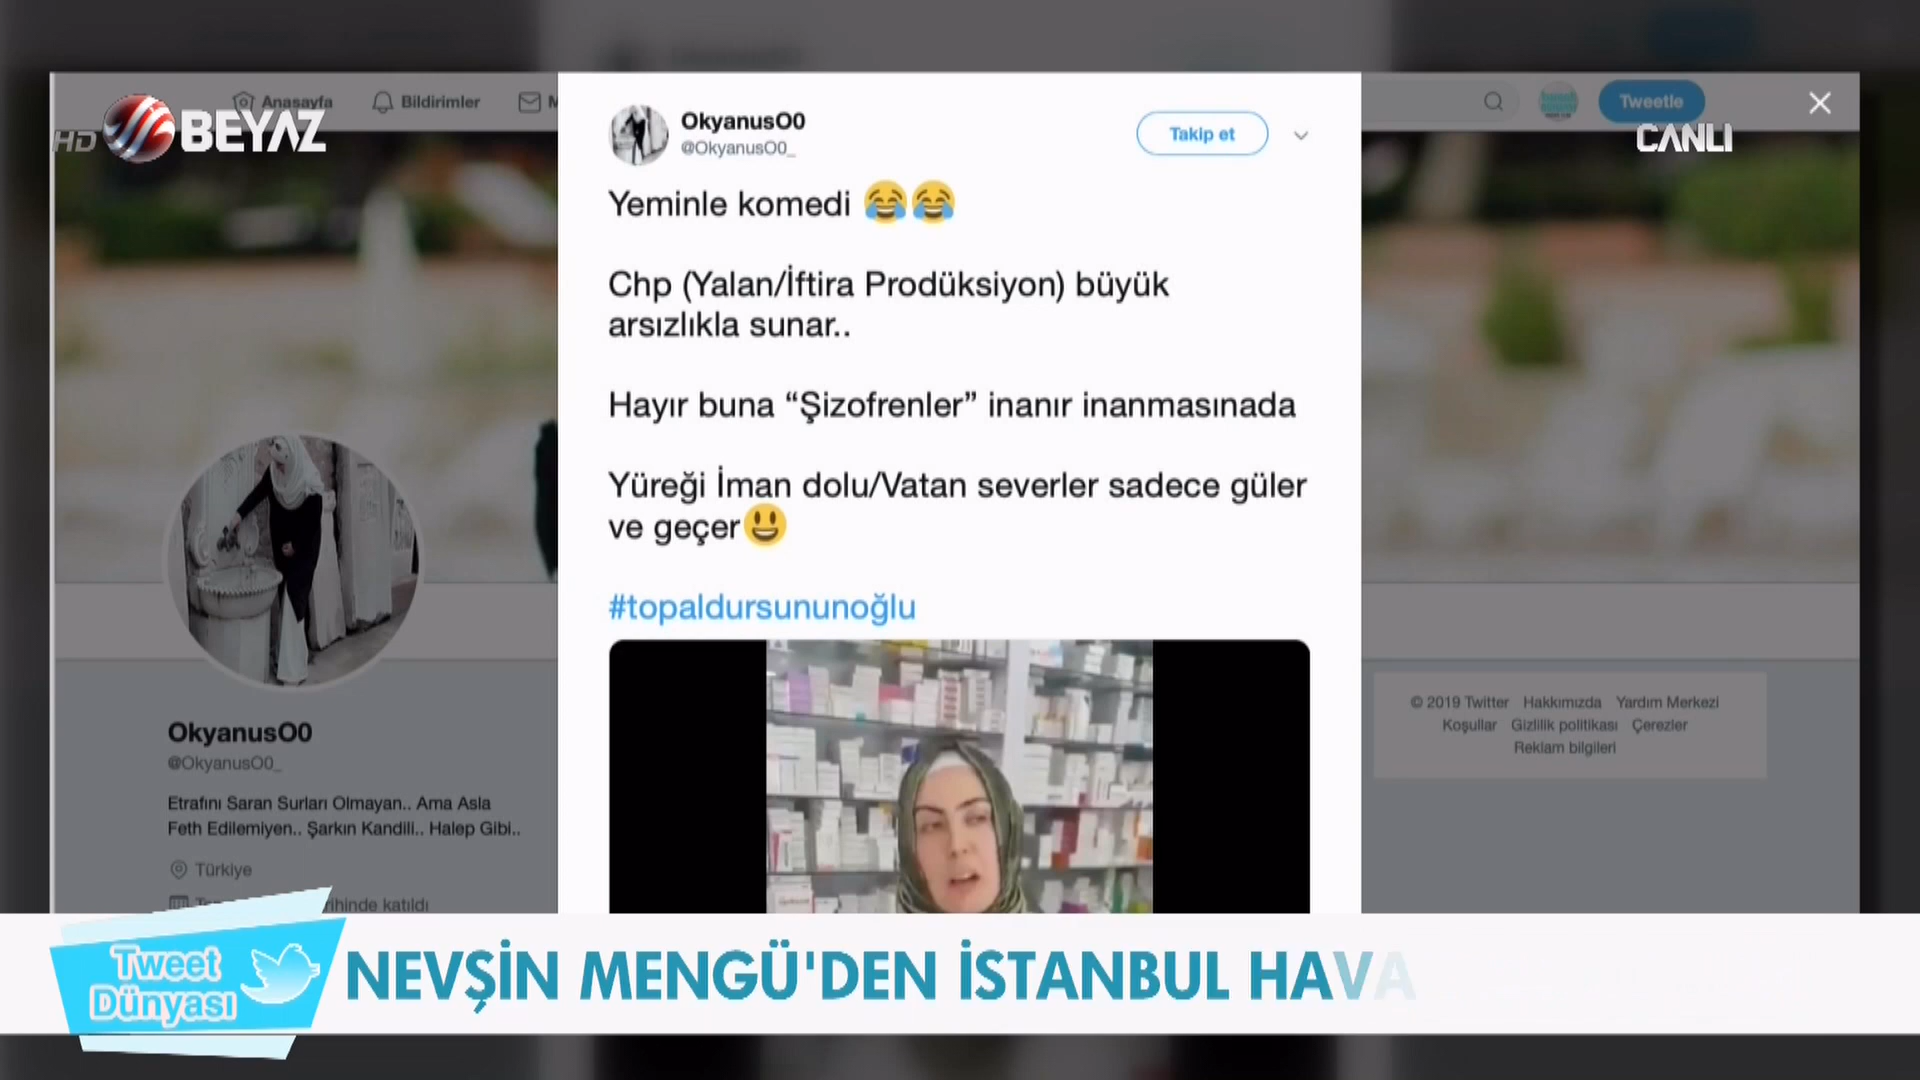 Anasayfa
Bildirimler
Tweetle
HD BEYAZ
CANLI
OkyanusO0
@OkyanusO0_
Takip et
Yeminle komedi 😂😂
Chp (Yalan/İftira Prodüksiyon) büyük
arsızlıkla sunar..
Hayır buna “Şizofrenler” inanır inanmasınada
Yüreği İman dolu/Vatan severler sadece güler
ve geçer😃
#topaldursununoğlu
OkyanusO0
@OkyanusO0_
Etrafını Saran Surları Olmayan.. Ama Asla
Feth Edilemiyen.. Şarkın Kandili.. Halep Gibi..
Türkiye
katıldı
© 2019 Twitter Hakkımızda Yardım Merkezi
Koşullar Gizlilik politikası Çerezler
Reklam bilgileri
Tweet
Dünyası
NEVŞİN MENGÜ'DEN İSTANBUL HAVA